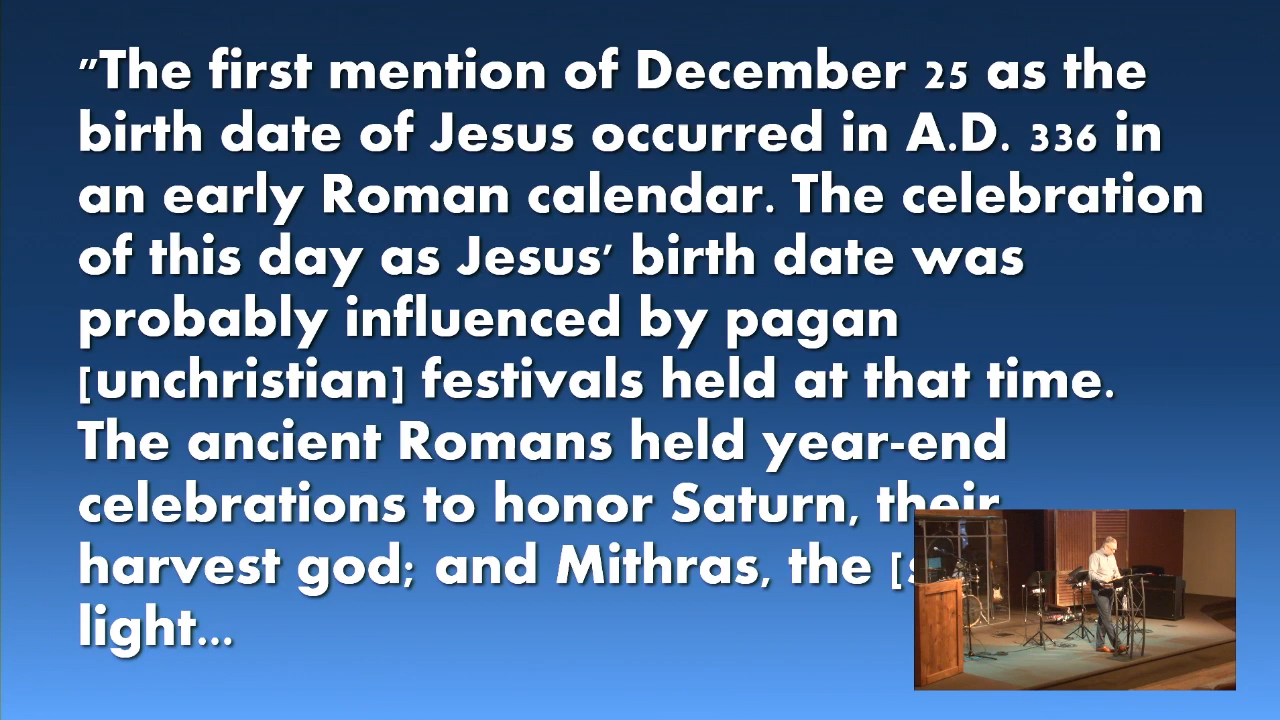 "The first mention of December 25 as the
birth date of Jesus occurred in A.D. 336 in
an early Roman calendar. The celebration
of this day as Jesus' birth date was
probably influenced by pagan
[unchristian] festivals held at that time.
The ancient Romans held year-end
celebrations to honor Saturn, their
harvest god; and Mithras, the
light...